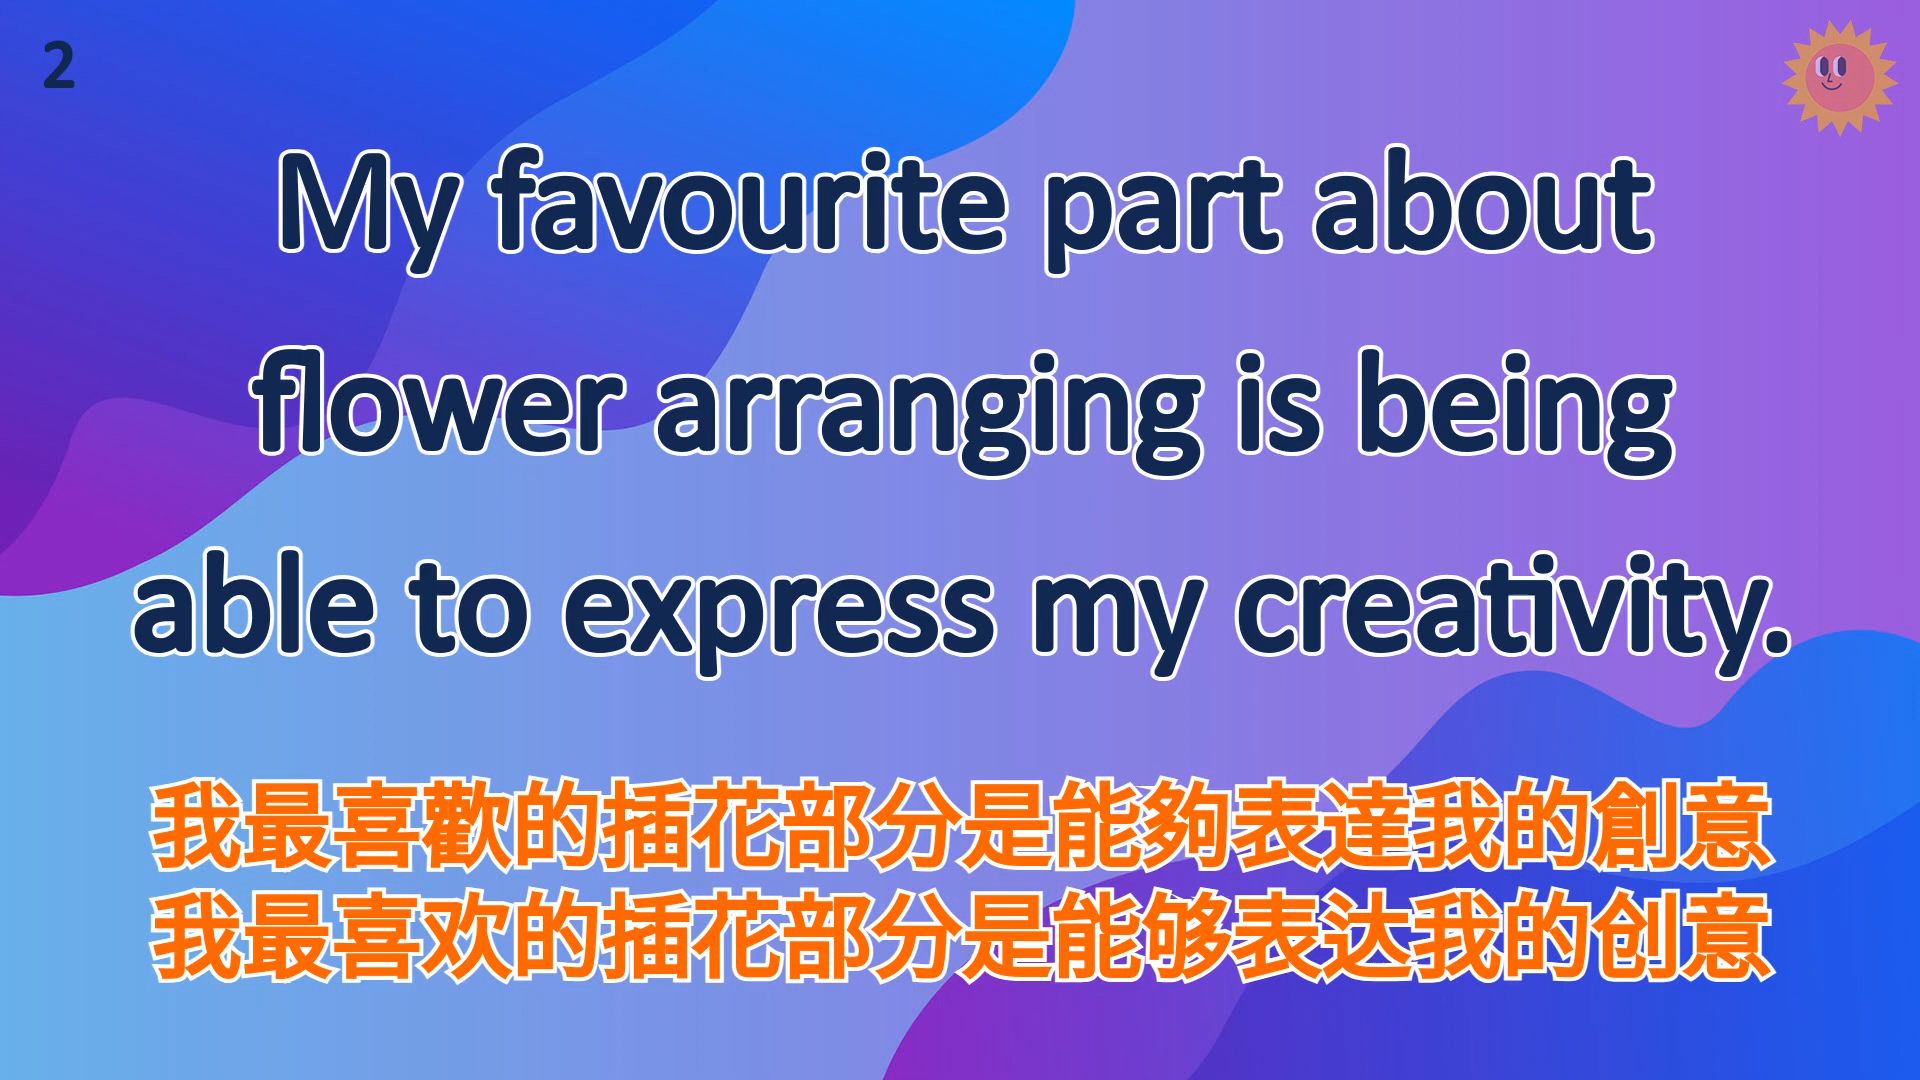 2
My favourite part about
flower arranging is being
able to express my creativity.
我最喜歡的插花部分是能夠表達我的創意
我最喜欢的插花部分是能够表达我的创意